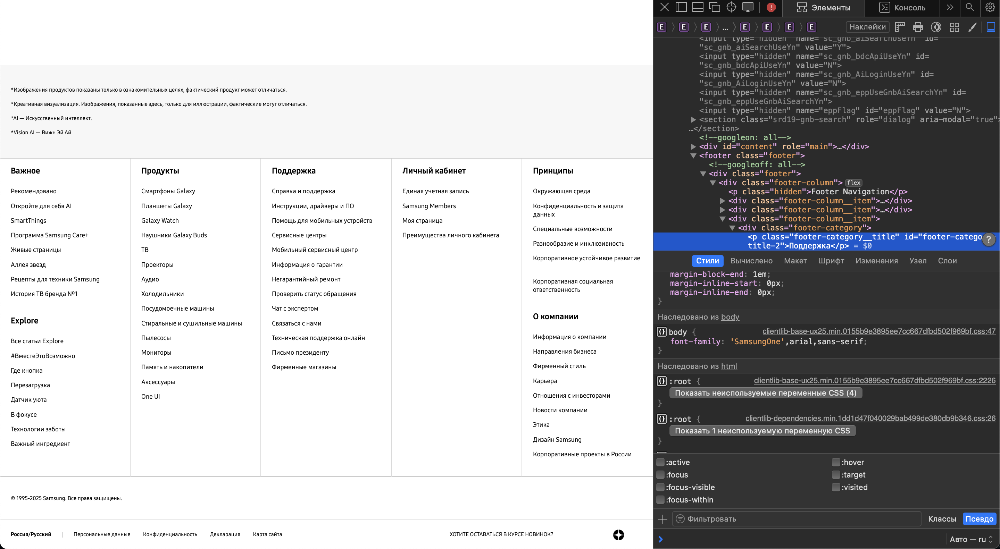 *Изображения продуктов показаны только в ознакомительных целях, фактический продукт может отличаться.
*Креативная визуализация. Изображения, показанные здесь, только для иллюстрации, фактические могут отличаться.
*AI — Искусственный интеллект.
*Vision AI — Вижн Эй Ай
Важное
Рекомендовано
Откройте для себя AI
SmartThings
Программа Samsung Care+
Живые страницы
Аллея звезд
Рецепты для техники Samsung
История ТВ бренда №1
Explore
Все статьи Explore
#ВместеЭтоВозможно
Где кнопка
Перезагрузка
Датчик уюта
В фокусе
Технологии заботы
Важный ингредиент
Продукты
Смартфоны Galaxy
Планшеты Galaxy
Galaxy Watch
Наушники Galaxy Buds
ТВ
Проекторы
Аудио
Холодильники
Посудомоечные машины
Стиральные и сушильные машины
Пылесосы
Мониторы
Память и накопители
Аксессуары
One UI
Поддержка
Справка и поддержка
Инструкции, драйверы и ПО
Помощь для мобильных устройств
Сервисные центры
Мобильный сервисный центр
Информация о гарантии
Негарантийный ремонт
Проверить статус обращения
Чат с экспертом
Связаться с нами
Техническая поддержка онлайн
Письмо президенту
Фирменные магазины
Личный кабинет
Единая учетная запись
Samsung Members
Моя страница
Преимущества личного кабинета
Принципы
Окружающая среда
Конфиденциальность и защита
данных
Специальные возможности
Разнообразие и инклюзивность
Корпоративное устойчивое развитие
Корпоративная социальная
ответственность
О компании
Информация о компании
Направления бизнеса
Фирменный стиль
Карьера
Отношения с инвесторами
Новости компании
Этика
Дизайн Samsung
Корпоративные проекты в России
© 1995-2025 Samsung. Все права защищены.
Россия/Русский | Персональные данные Конфиденциальность Декларация Карта сайта ХОТИТЕ ОСТАВАТЬСЯ В КУРСЕ НОВИНОК?
Элементы
Консоль
E E E … E E E E
Наклейки
<input type="hidden" name="sc_gnb_aiSearchUseYn" id=
"sc_gnb_aiSearchUseYn" value="Y">
<input type="hidden" name="sc_gnb_bdcApiUseYn" id=
"sc_gnb_bdcApiUseYn" value="N">
<input type="hidden" name="sc_gnb_AiLoginUseYn" id=
"sc_gnb_AiLoginUseYn" value="N">
<input type="hidden" name="sc_gnb_eppUseGnbAiSearchYn" id=
"sc_gnb_eppUseGnbAiSearchYn">
<input type="hidden" name="eppFlag" id="eppFlag" value="N">
<section class="srd19-gnb-search" role="dialog" aria-modal="true">
…</section>
<!--googleon: all-->
<div id="content" role="main">…</div>
<footer class="footer">
<!--googleoff: all-->
<div class="footer">
<div class="footer-column"> flex
<p class="hidden">Footer Navigation</p>
<div class="footer-column__item">…</div>
<div class="footer-column__item">…</div>
<div class="footer-column__item">
<div class="footer-category">
<p class="footer-category__title" id="footer-catego
title-2">Поддержка</p> = $0
?
Стили Вычислено Макет Шрифт Изменения Узел Слои
margin-block-end: 1em;
margin-inline-start: 0px;
margin-inline-end: 0px;
}
Наследовано из body
body { clientlib-base-ux25.min.0155b9e3895ee7cc667dfbd502f969bf.css:47
font-family: 'SamsungOne',arial,sans-serif;
}
Наследовано из html
:root { clientlib-base-ux25.min.0155b9e3895ee7cc667dfbd502f969bf.css:2226
Показать неиспользуемые переменные CSS (4)
}
:root { clientlib-dependencies.min.1dd1d47f040029bab499de380db9b346.css:26
Показать 1 неиспользуемую переменную CSS
}
:active :hover
:focus :target
:focus-visible :visited
:focus-within
Фильтровать Классы Псевдо
Авто — ru